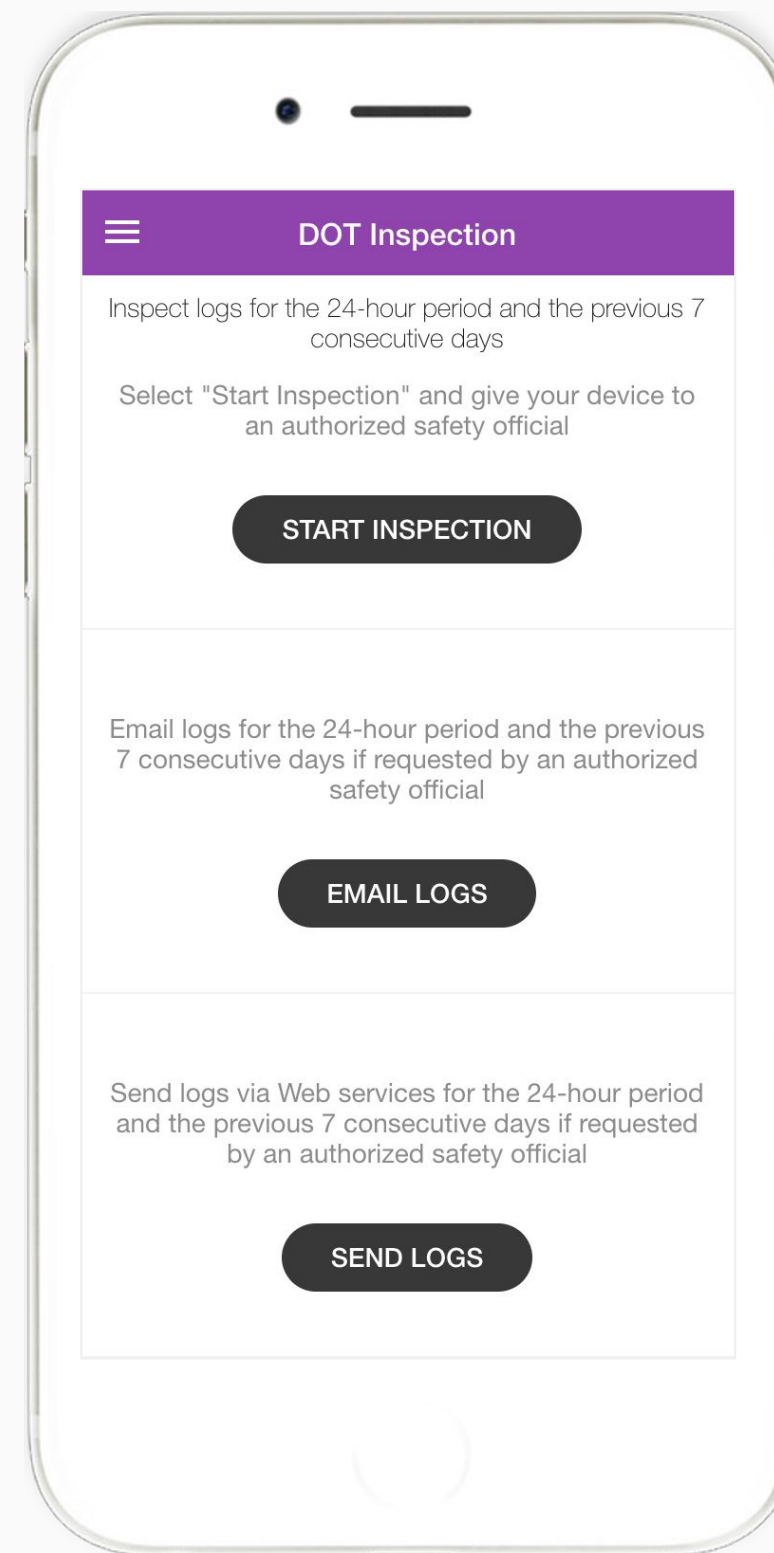 DOT Inspection
Inspect logs for the 24-hour period and the previous 7
consecutive days
Select "Start Inspection" and give your device to
an authorized safety official
START INSPECTION
Email logs for the 24-hour period and the previous
7 consecutive days if requested by an authorized
safety official
EMAIL LOGS
Send logs via Web services for the 24-hour period
and the previous 7 consecutive days if requested
by an authorized safety official
SEND LOGS